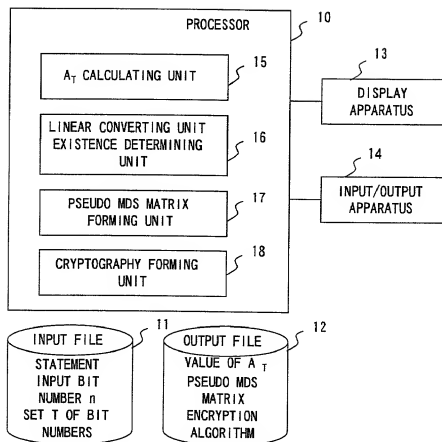 PROCESSOR
10
A_T CALCULATING UNIT
15
LINEAR CONVERTING UNIT
EXISTENCE DETERMINING
UNIT
16
PSEUDO MDS MATRIX
FORMING UNIT
17
CRYPTOGRAPHY FORMING
UNIT
18
13
DISPLAY
APPARATUS
14
INPUT/OUTPUT
APPARATUS
11
INPUT FILE
STATEMENT
INPUT BIT
NUMBER n
SET T OF BIT
NUMBERS
12
OUTPUT FILE
VALUE OF A_T
PSEUDO MDS
MATRIX
ENCRYPTION
ALGORITHM